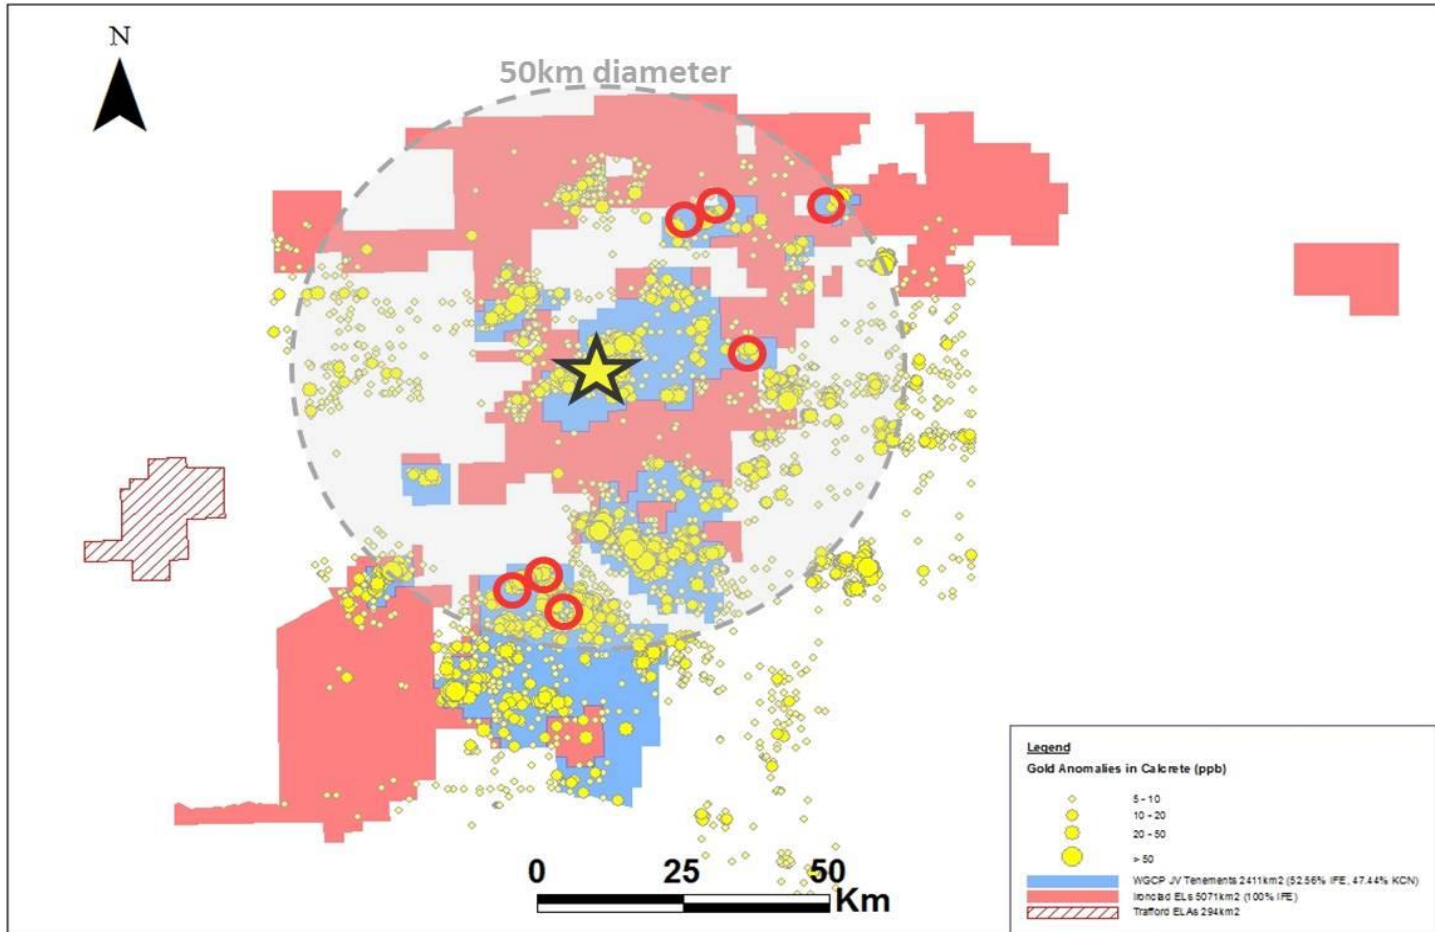 N
50km diameter
0 25 50
Km
Legend
Gold Anomalies in Calcrete (ppb)
5 - 10
10 - 20
20 - 50
> 50
WGCP JV Tenements 2411km2 (52.56% IFE, 47.44% KCN)
Ironclad ELs 5071km2 (100% IFE)
Trafford ELAs 294km2